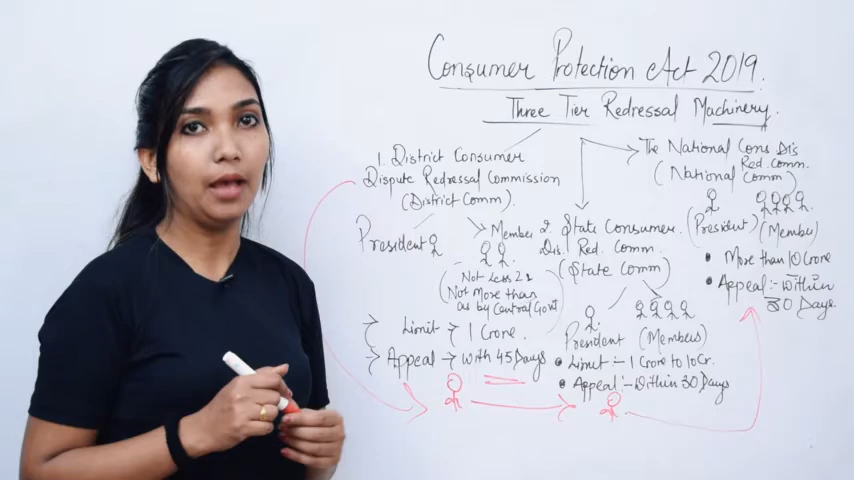 Consumer Protection Act 2019.
Three Tier Redressal Machinery.
1. District Consumer
Dispute Redressal Commission
(District Comm).
President
Member
(Not Less 2
Not More than
as by Central Govt)
Limit → 1 Crore.
Appeal → With 45 Days
2. State Consumer.
Dis. Red. Comm.
(State Comm)
President (Members)
• Limit :- 1 Crore to 10 Cr.
• Appeal :- Within 30 Days
The National Cons Dis
Red. Comm.
(National Comm)
(President) (Member)
• More than 10 Crore
• Appeal :- Within
30 Days.